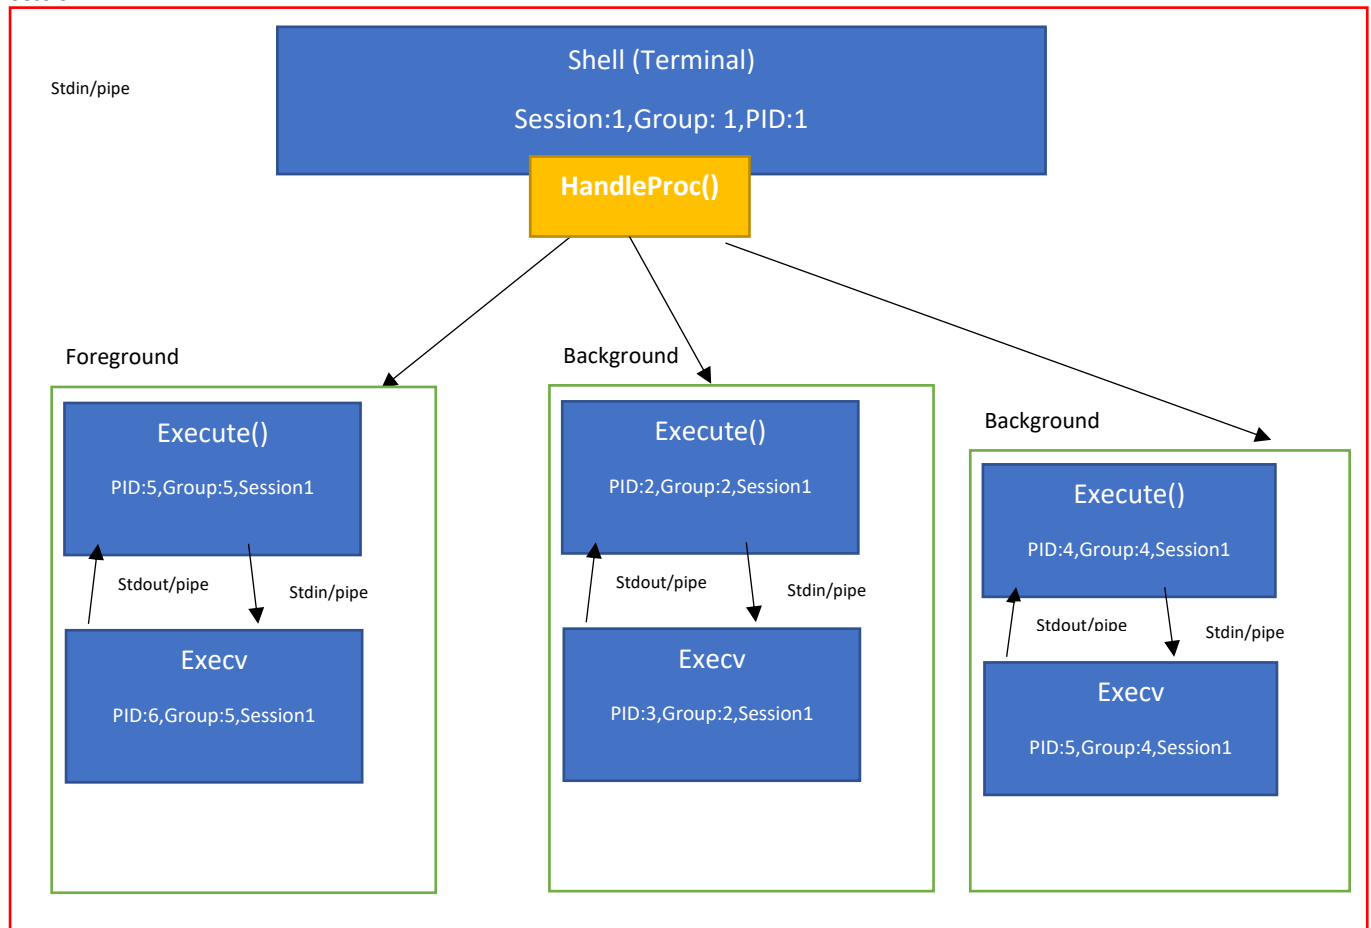 Shell (Terminal)
Stdin/pipe
Session:1,Group: 1,PID:1
HandleProc()
Foreground
Background
Background
Execute()
PID:5,Group:5,Session1
Stdout/pipe
Stdin/pipe
Execv
PID:6,Group:5,Session1
Execute()
PID:2,Group:2,Session1
Stdout/pipe
Stdin/pipe
Execv
PID:3,Group:2,Session1
Execute()
PID:4,Group:4,Session1
Stdout/pipe
Stdin/pipe
Execv
PID:5,Group:4,Session1